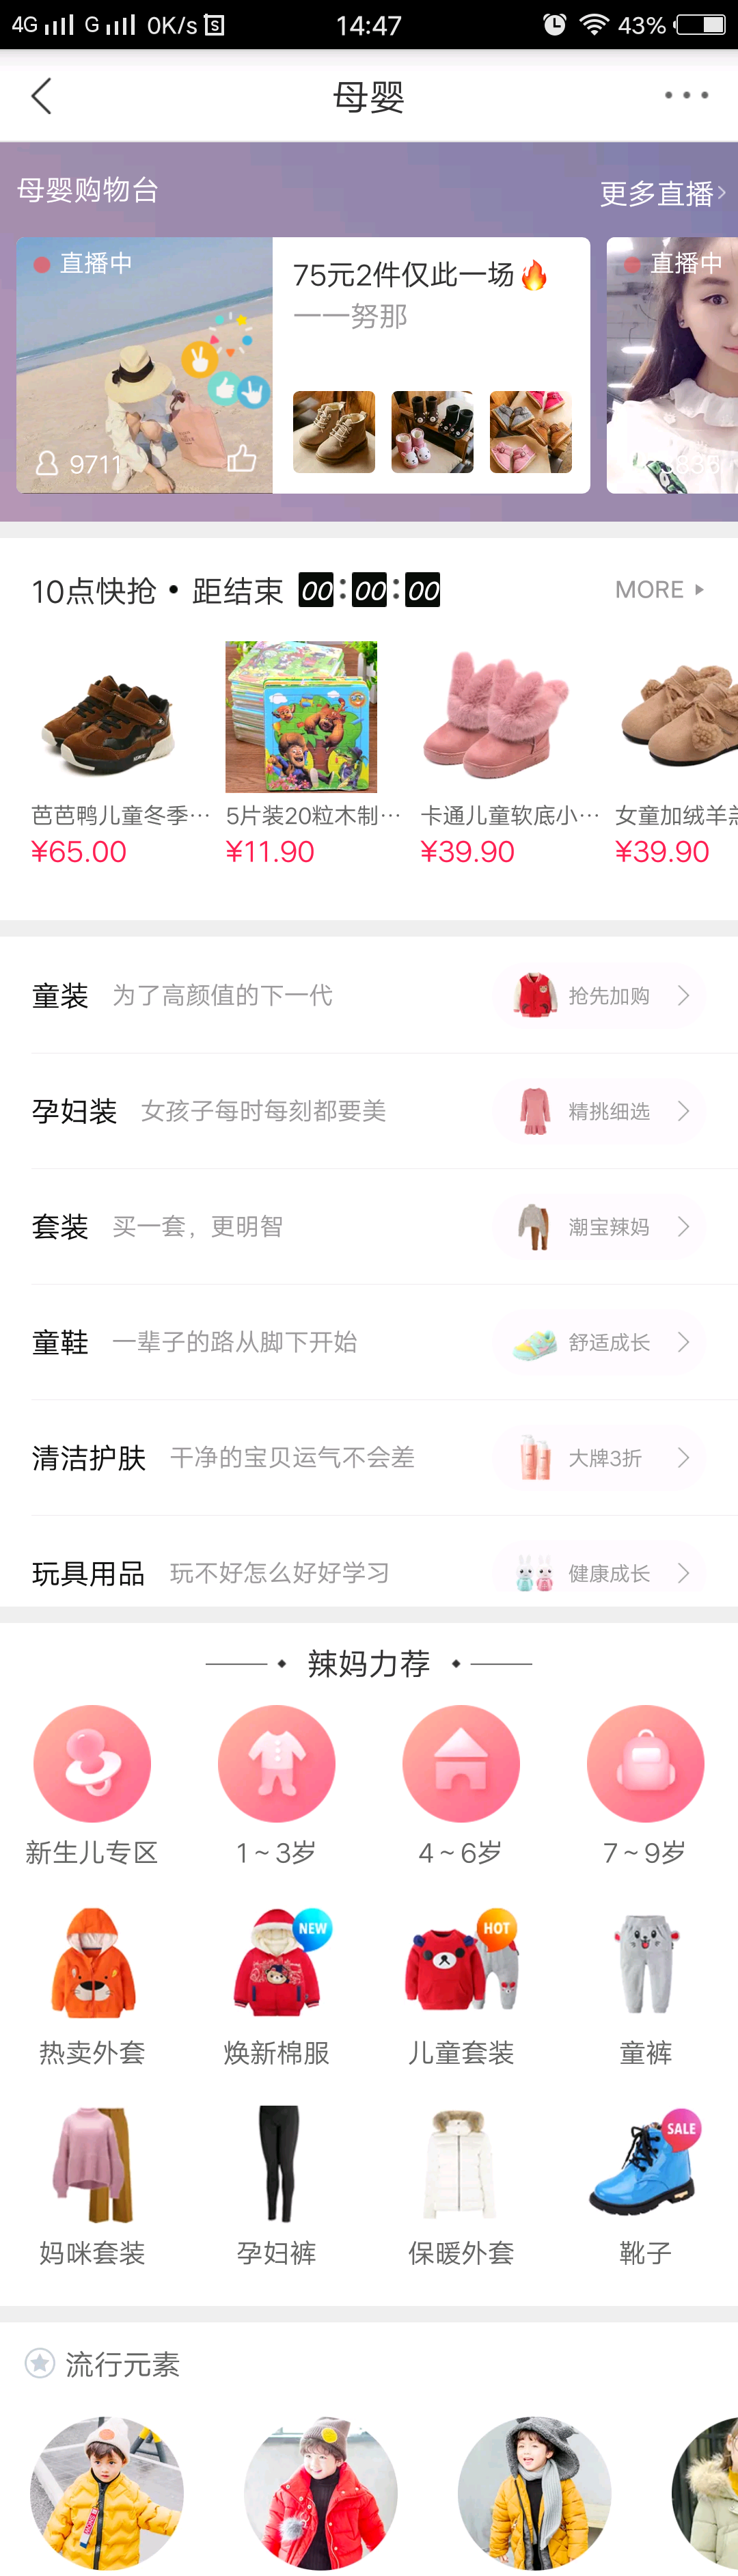 4G G 0K/s 14:47 43%
母婴
母婴购物台 更多直播
直播中
75元2件仅此一场
一一努那
9711
直播中
10点快抢·距结束 00:00:00 MORE
芭芭鸭儿童冬季… 5片装20粒木制… 卡通儿童软底小… 女童加绒羊羔
¥65.00 ¥11.90 ¥39.90 ¥39.90
童装 为了高颜值的下一代 抢先加购
孕妇装 女孩子每时每刻都要美 精挑细选
套装 买一套，更明智 潮宝辣妈
童鞋 一辈子的路从脚下开始 舒适成长
清洁护肤 干净的宝贝运气不会差 大牌3折
玩具用品 玩不好怎么好好学习 健康成长
辣妈力荐
新生儿专区 1~3岁 4~6岁 7~9岁
NEW HOT
热卖外套 焕新棉服 儿童套装 童裤
SALE
妈咪套装 孕妇裤 保暖外套 靴子
流行元素